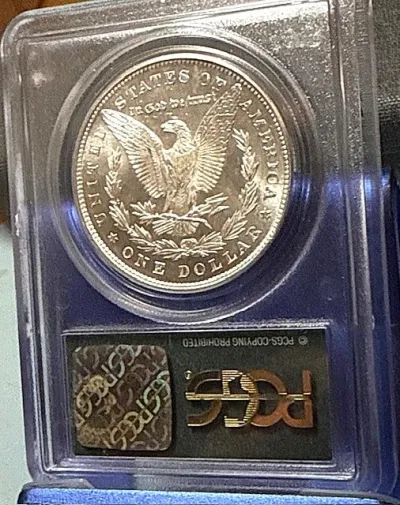 UNITED STATES OF AMERICA
In God we trust
ONE DOLLAR
© PCGS-COPYING PROHIBITED
PCGS